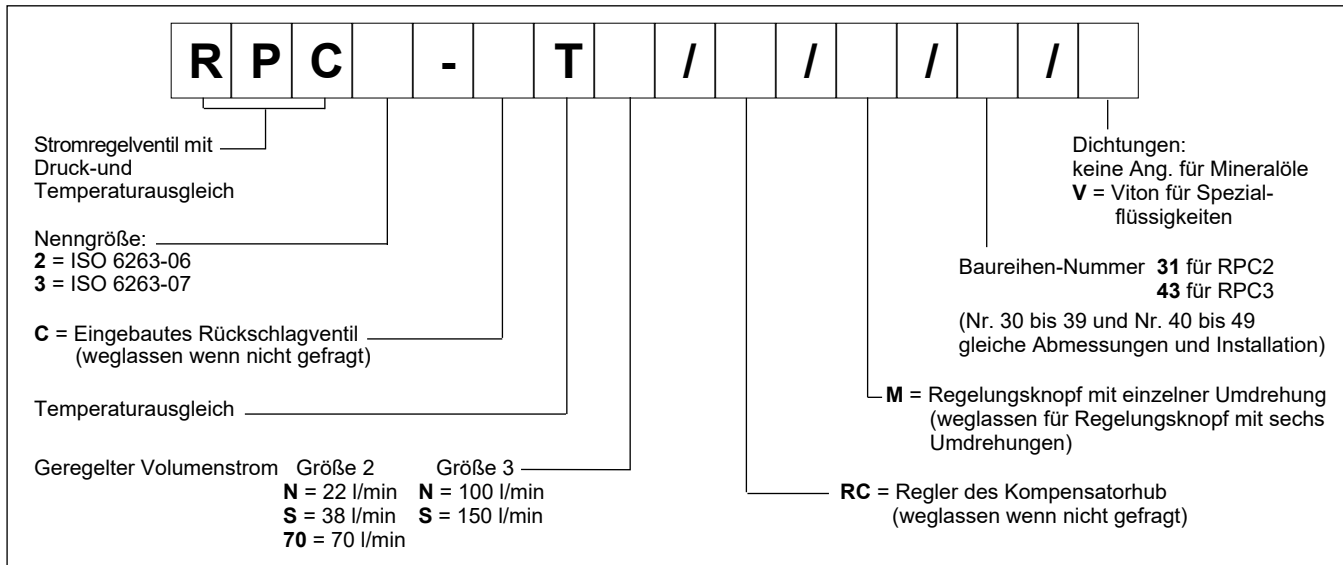 R P C - T / / / /
Stromregelventil mit
Druck-und
Temperaturausgleich
Nenngröße:
2 = ISO 6263-06
3 = ISO 6263-07
C = Eingebautes Rückschlagventil
(weglassen wenn nicht gefragt)
Temperaturausgleich
Geregelter Volumenstrom Größe 2 Größe 3
N = 22 l/min N = 100 l/min
S = 38 l/min S = 150 l/min
70 = 70 l/min
Dichtungen:
keine Ang. für Mineralöle
V = Viton für Spezial-
flüssigkeiten
Baureihen-Nummer 31 für RPC2
43 für RPC3
(Nr. 30 bis 39 und Nr. 40 bis 49
gleiche Abmessungen und Installation)
M = Regelungsknopf mit einzelner Umdrehung
(weglassen für Regelungsknopf mit sechs
Umdrehungen)
RC = Regler des Kompensatorhub
(weglassen wenn nicht gefragt)